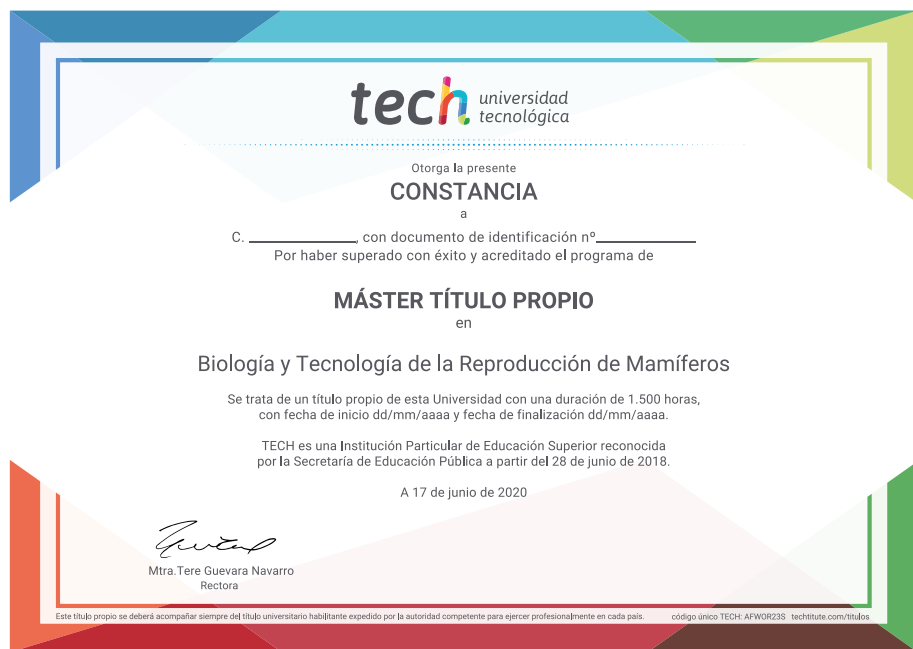 tech universidad
tecnológica
Otorga la presente
CONSTANCIA
a
C. ____________, con documento de identificación nº____________
Por haber superado con éxito y acreditado el programa de
MÁSTER TÍTULO PROPIO
en
Biología y Tecnología de la Reproducción de Mamíferos
Se trata de un título propio de esta Universidad con una duración de 1.500 horas,
con fecha de inicio dd/mm/aaaa y fecha de finalización dd/mm/aaaa.
TECH es una Institución Particular de Educación Superior reconocida
por la Secretaría de Educación Pública a partir del 28 de junio de 2018.
A 17 de junio de 2020
Mtra.Tere Guevara Navarro
Rectora
Este título propio se deberá acompañar siempre del título universitario habilitante expedido por la autoridad competente para ejercer profesionalmente en cada país. código único TECH: AFWOR23S techtitute.com/titulos